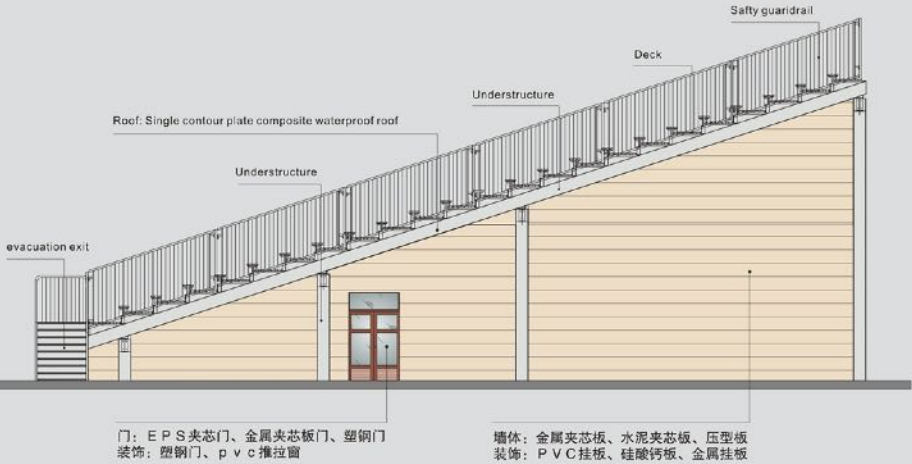 Safty guaridrail
Deck
Understructure
Roof: Single contour plate composite waterproof roof
Understructure
evacuation exit
门：EPS夹芯门、金属夹芯板门、塑钢门
装饰：塑钢门、pvc推拉窗
墙体：金属夹芯板、水泥夹芯板、压型板
装饰：PVC挂板、硅酸钙板、金属挂板